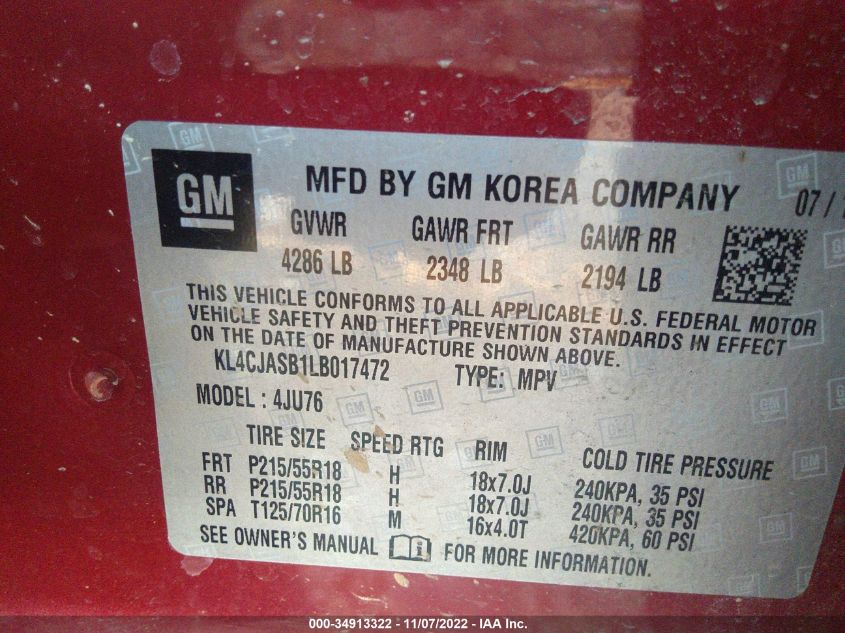 GM
MFD BY GM KOREA COMPANY 07/
GVWR GAWR FRT GAWR RR
4286 LB 2348 LB 2194 LB
THIS VEHICLE CONFORMS TO ALL APPLICABLE U.S. FEDERAL MOTOR
VEHICLE SAFETY AND THEFT PREVENTION STANDARDS IN EFFECT
ON THE DATE OF MANUFACTURE SHOWN ABOVE.
KL4CJASB1LB017472 TYPE: MPV
MODEL : 4JU76
TIRE SIZE SPEED RTG RIM COLD TIRE PRESSURE
FRT P215/55R18 H 18x7.0J 240KPA, 35 PSI
RR P215/55R18 H 18x7.0J 240KPA, 35 PSI
SPA T125/70R16 M 16x4.0T 420KPA, 60 PSI
SEE OWNER'S MANUAL FOR MORE INFORMATION.
000-34913322 - 11/07/2022 - IAA Inc.